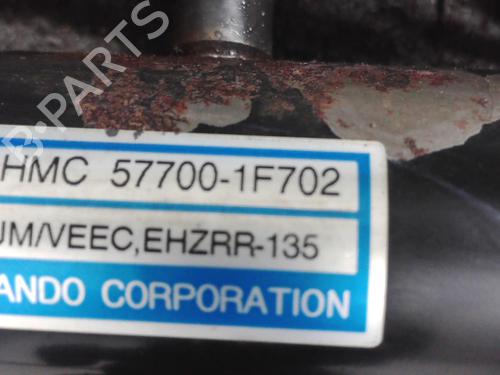 B-PARTS
HMC 57700-1F702
UM/VEEC,EHZRR-135
ANDO CORPORATION